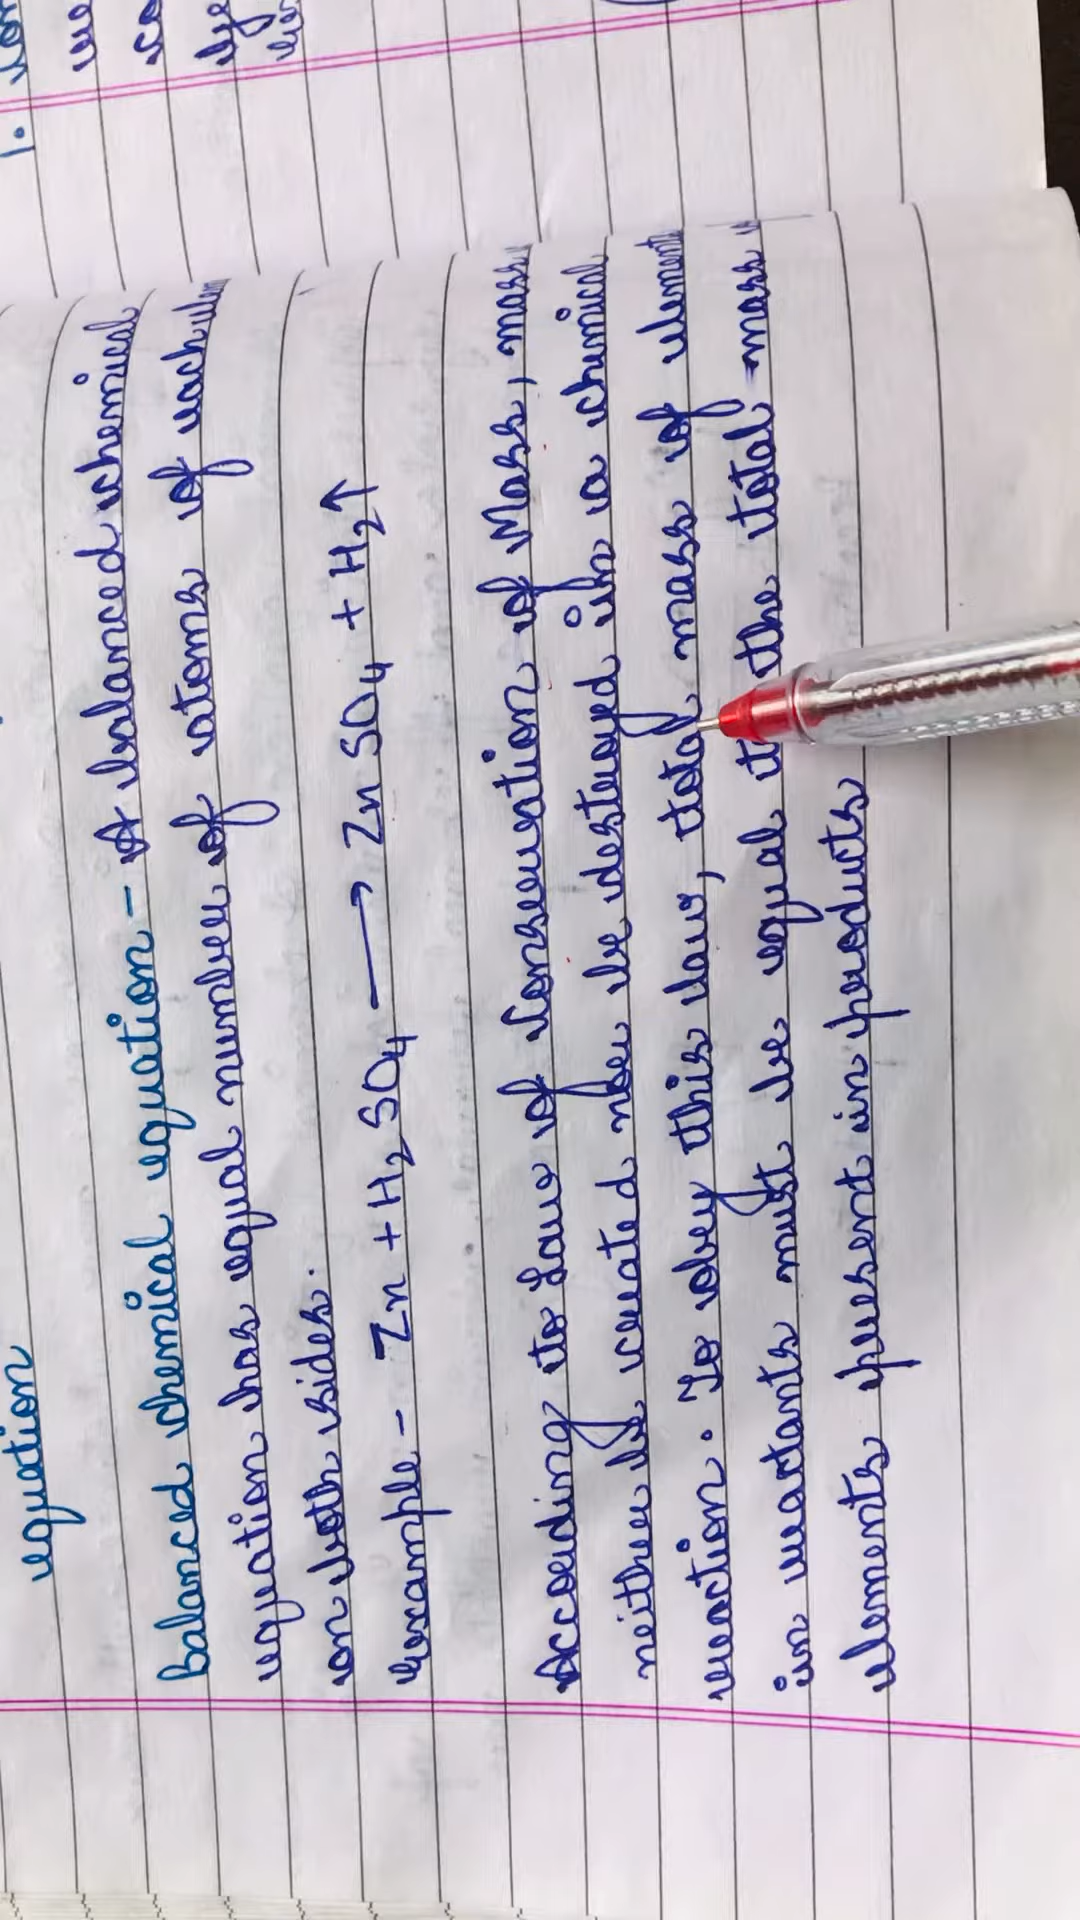 equation
Balanced chemical equation - A balanced chemical
equation has equal number of atoms of each elem
on both sides.
Example - Zn + H₂SO₄ ⟶ ZnSO₄ + H₂↑
According to Law of Conservation of Mass, mass
neither be created nor be destroyed in a chemical
reaction. To obey this law, total mass of element
in reactants must be equal to the total mass
elements present in products
1.